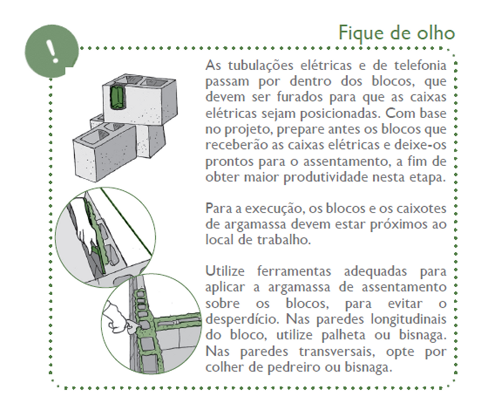 Fique de olho
!
As tubulações elétricas e de telefonia
passam por dentro dos blocos, que
devem ser furados para que as caixas
elétricas sejam posicionadas. Com base
no projeto, prepare antes os blocos que
receberão as caixas elétricas e deixe-os
prontos para o assentamento, a fim de
obter maior produtividade nesta etapa.
Para a execução, os blocos e os caixotes
de argamassa devem estar próximos ao
local de trabalho.
Utilize ferramentas adequadas para
aplicar a argamassa de assentamento
sobre os blocos, para evitar o
desperdício. Nas paredes longitudinais
do bloco, utilize palheta ou bisnaga.
Nas paredes transversais, opte por
colher de pedreiro ou bisnaga.